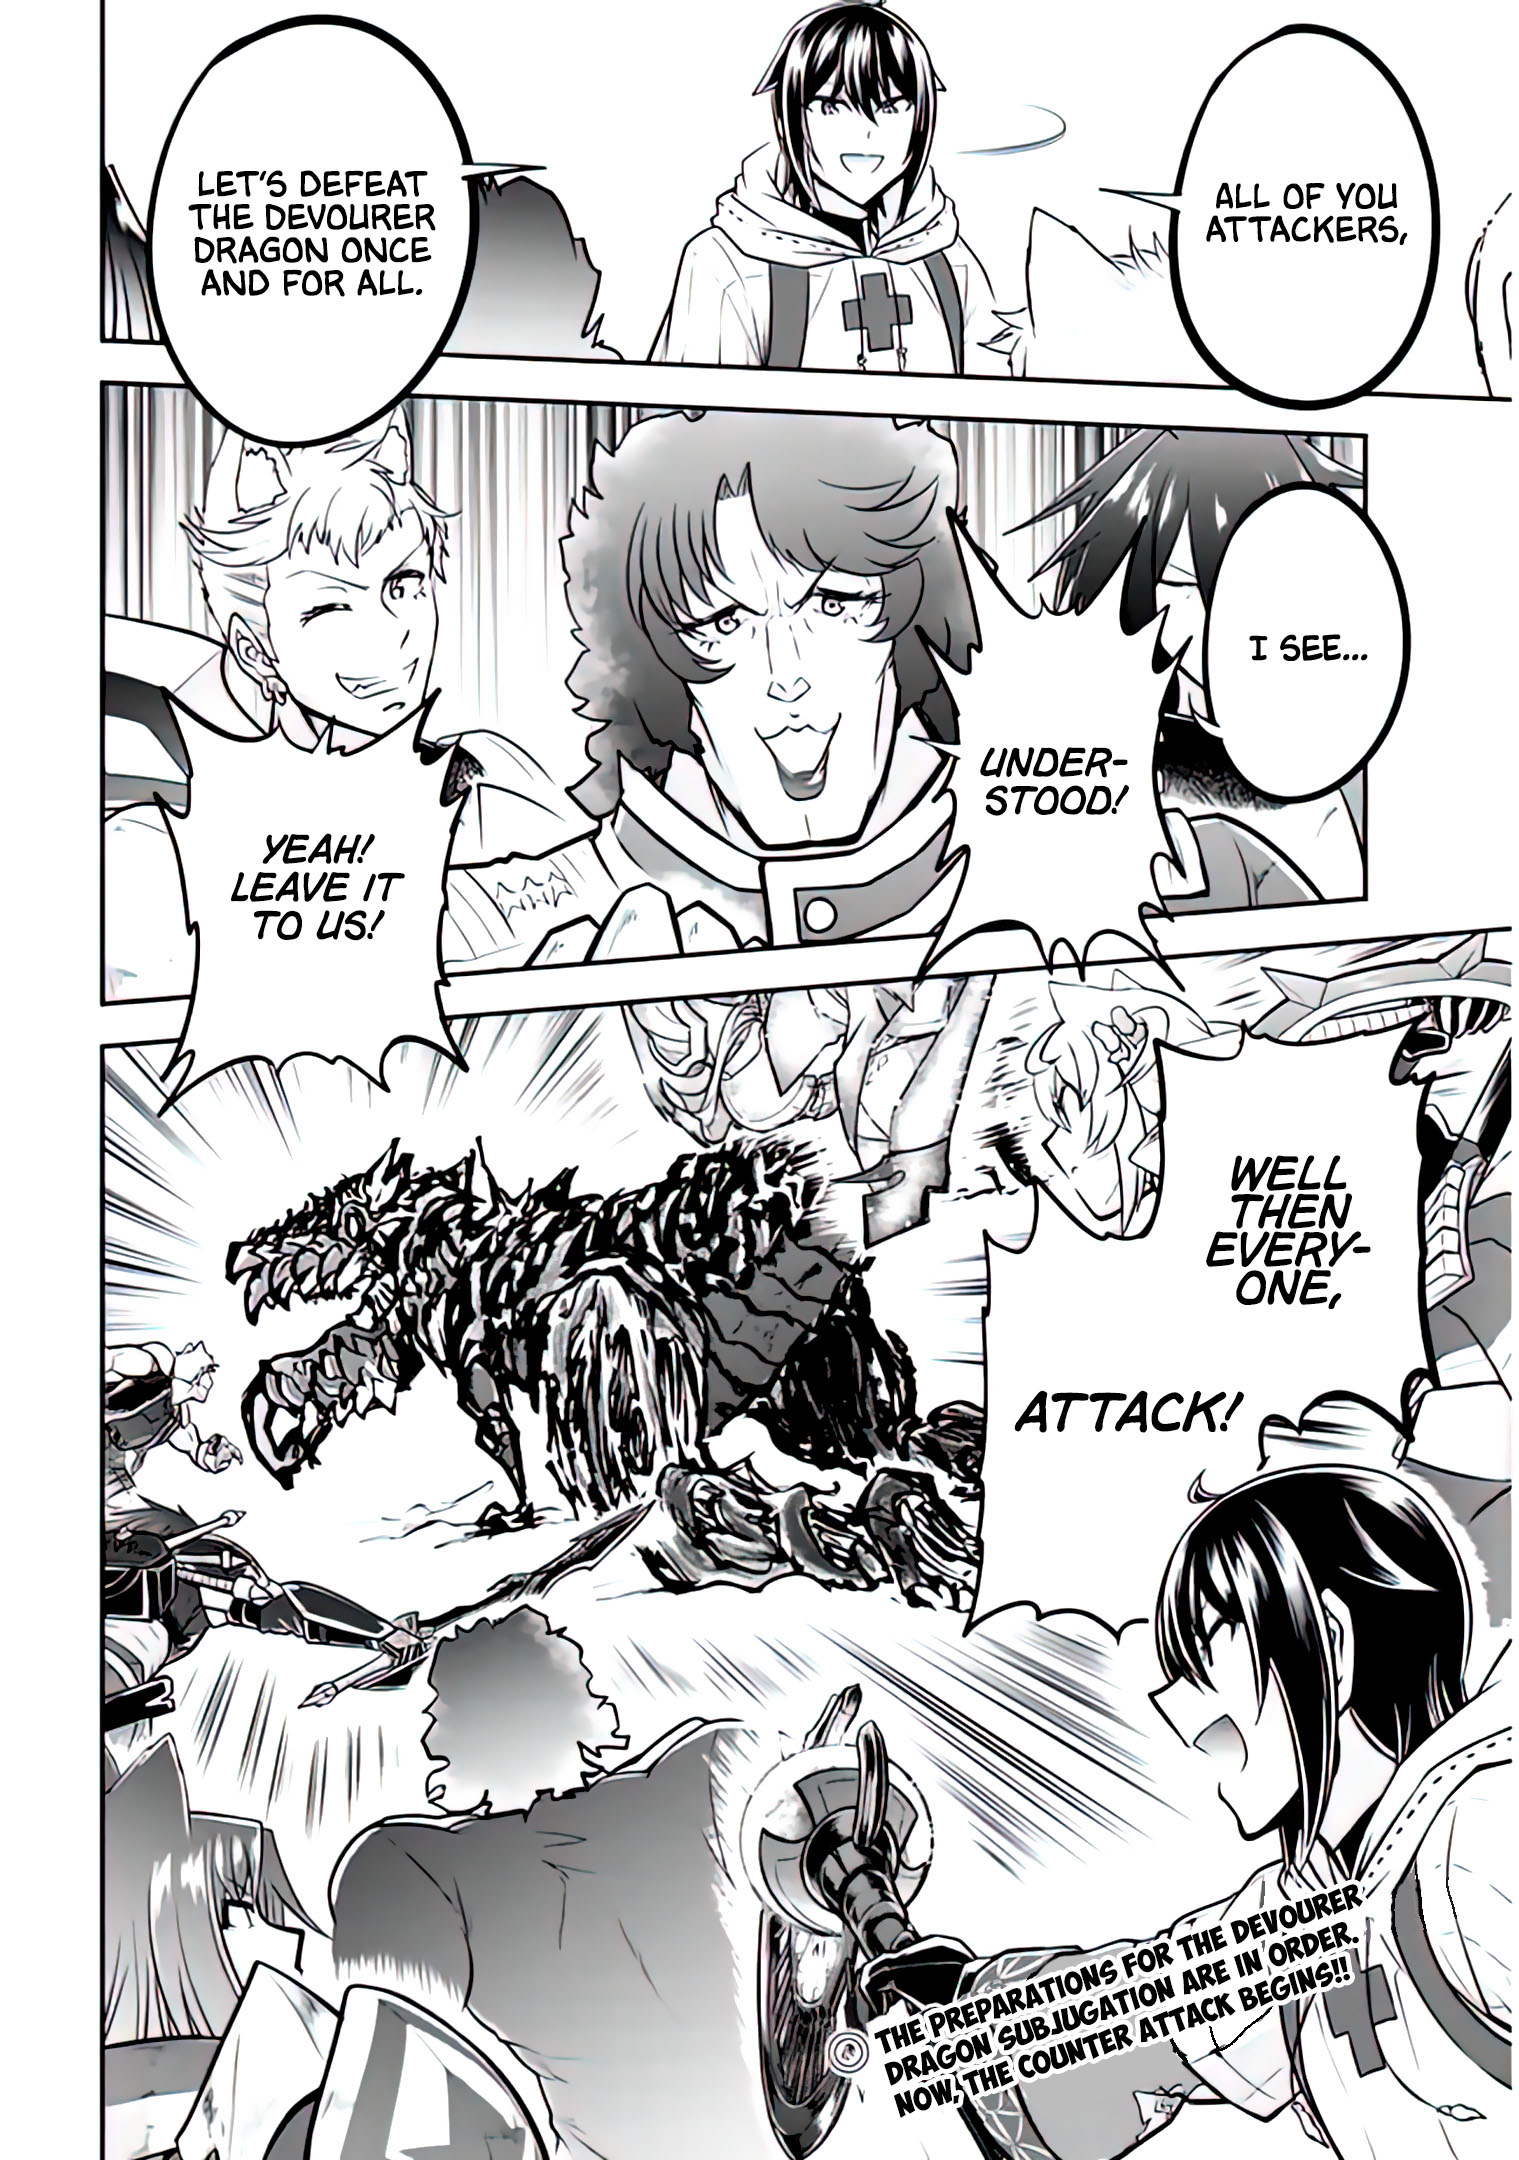 ALL OF YOU
ATTACKERS,
LET'S DEFEAT
THE DEVOURER
DRAGON ONCE
AND FOR ALL.
I SEE...
UNDER-
STOOD!
YEAH!
LEAVE IT
TO US!
WELL
THEN
EVERY-
ONE,
ATTACK!
THE PREPARATIONS FOR THE DEVOURER
DRAGON SUBJUGATION ARE IN ORDER.
NOW, THE COUNTER ATTACK BEGINS!!